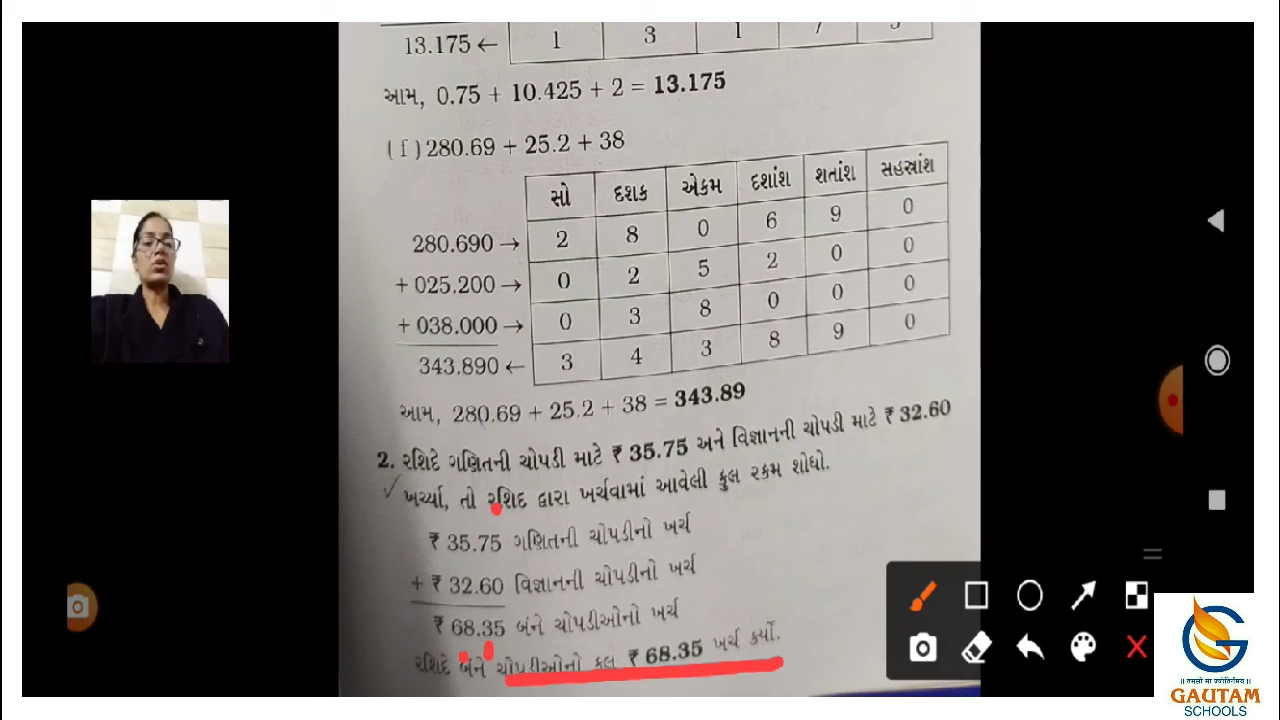 13.175 ← 1 3 1 7
આમ, 0.75 + 10.425 + 2 = 13.175
( f ) 280.69 + 25.2 + 38
સો દશક એકમ દશાંશ શતાંશ સહસ્રાંશ
280.690 → 2 8 0 6 9 0
+ 025.200 → 0 2 5 2 0 0
+ 038.000 → 0 3 8 0 0 0
343.890 ← 3 4 3 8 9 0
આમ, 280.69 + 25.2 + 38 = 343.89
2. રશિદે ગણિતની ચોપડી માટે ₹ 35.75 અને વિજ્ઞાનની ચોપડી માટે ₹ 32.60
ખર્ચ્યા, તો રશિદ દ્વારા ખર્ચવામાં આવેલી કુલ રકમ શોધો.
₹ 35.75 ગણિતની ચોપડીનો ખર્ચ
+ ₹ 32.60 વિજ્ઞાનની ચોપડીનો ખર્ચ
₹ 68.35 બંને ચોપડીઓનો ખર્ચ
રશિદે બંને ચોપડીઓનો કુલ ₹ 68.35 ખર્ચ કર્યો.
॥ तमसो मा ज्योतिर्गमय ॥
GAUTAM
SCHOOLS